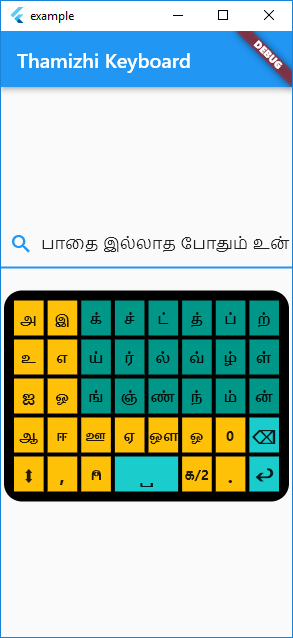 example
Thamizhi Keyboard
DEBUG
பாதை இல்லாத போதும் உன்
அ இ க் ச் ட் த் ப் ற்
உ எ ய் ர் ல் வ் ழ் ள்
ஐ ஒ ங் ஞ் ண் ந் ம் ன்
ஆ ஈ ஊ ஏ ஔ ஓ 0 ⌫
⬍ , ௳ ␣ க/2 . ↵